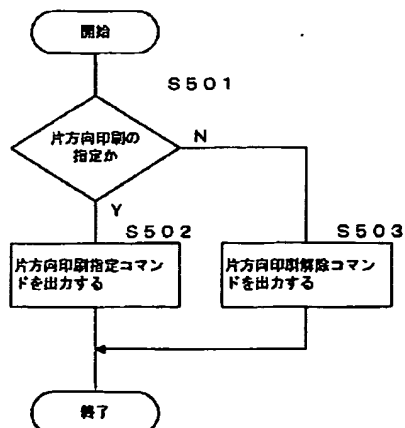 開始
S501
片方向印刷の
指定か
N
Y
S502
S503
片方向印刷指定コマン
ドを出力する
片方向印刷解除コマン
ドを出力する
終了